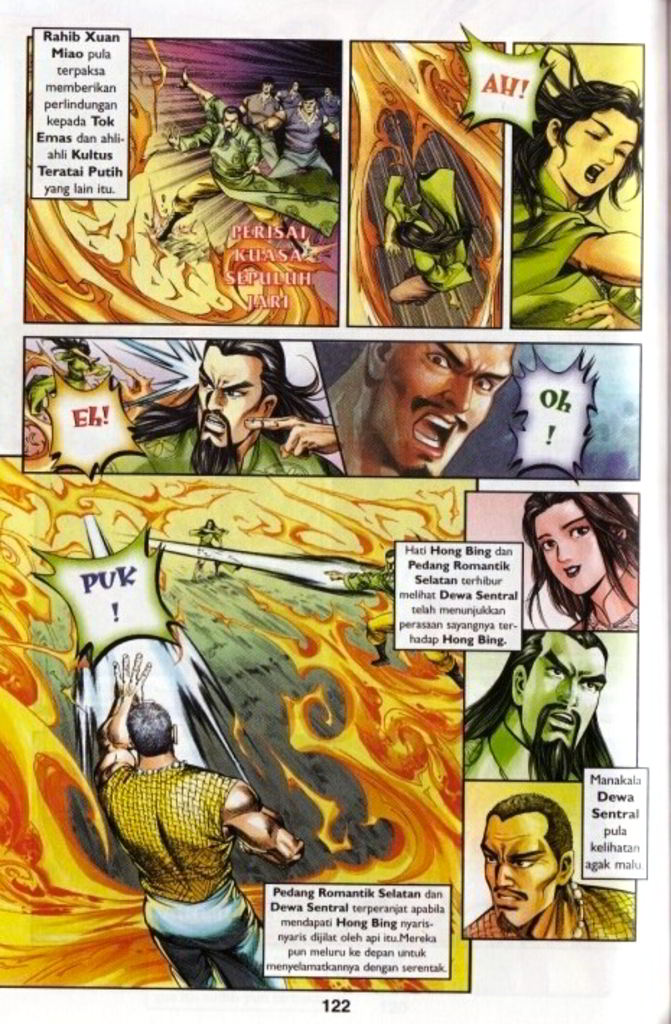 Rahib Xuan
Miao pula
terpaksa
memberikan
perlindungan
kepada Tok
Emas dan ahli-
ahli Kultus
Teratai Putih
yang lain itu.
PERISAI
KUASA
SEPULUH
JARI
AH!
EH!
OH
!
PUK
!
Hati Hong Bing dan
Pedang Romantik
Selatan terhibur
melihat Dewa Sentral
telah menunjukkan
perasaan sayangnya ter-
hadap Hong Bing.
Manakala
Dewa
Sentral
pula
kelihatan
agak malu.
Pedang Romantik Selatan dan
Dewa Sentral terperanjat apabila
mendapati Hong Bing nyaris-
nyaris dijilat oleh api itu.Mereka
pun meluru ke depan untuk
menyelamatkannya dengan serentak.
122